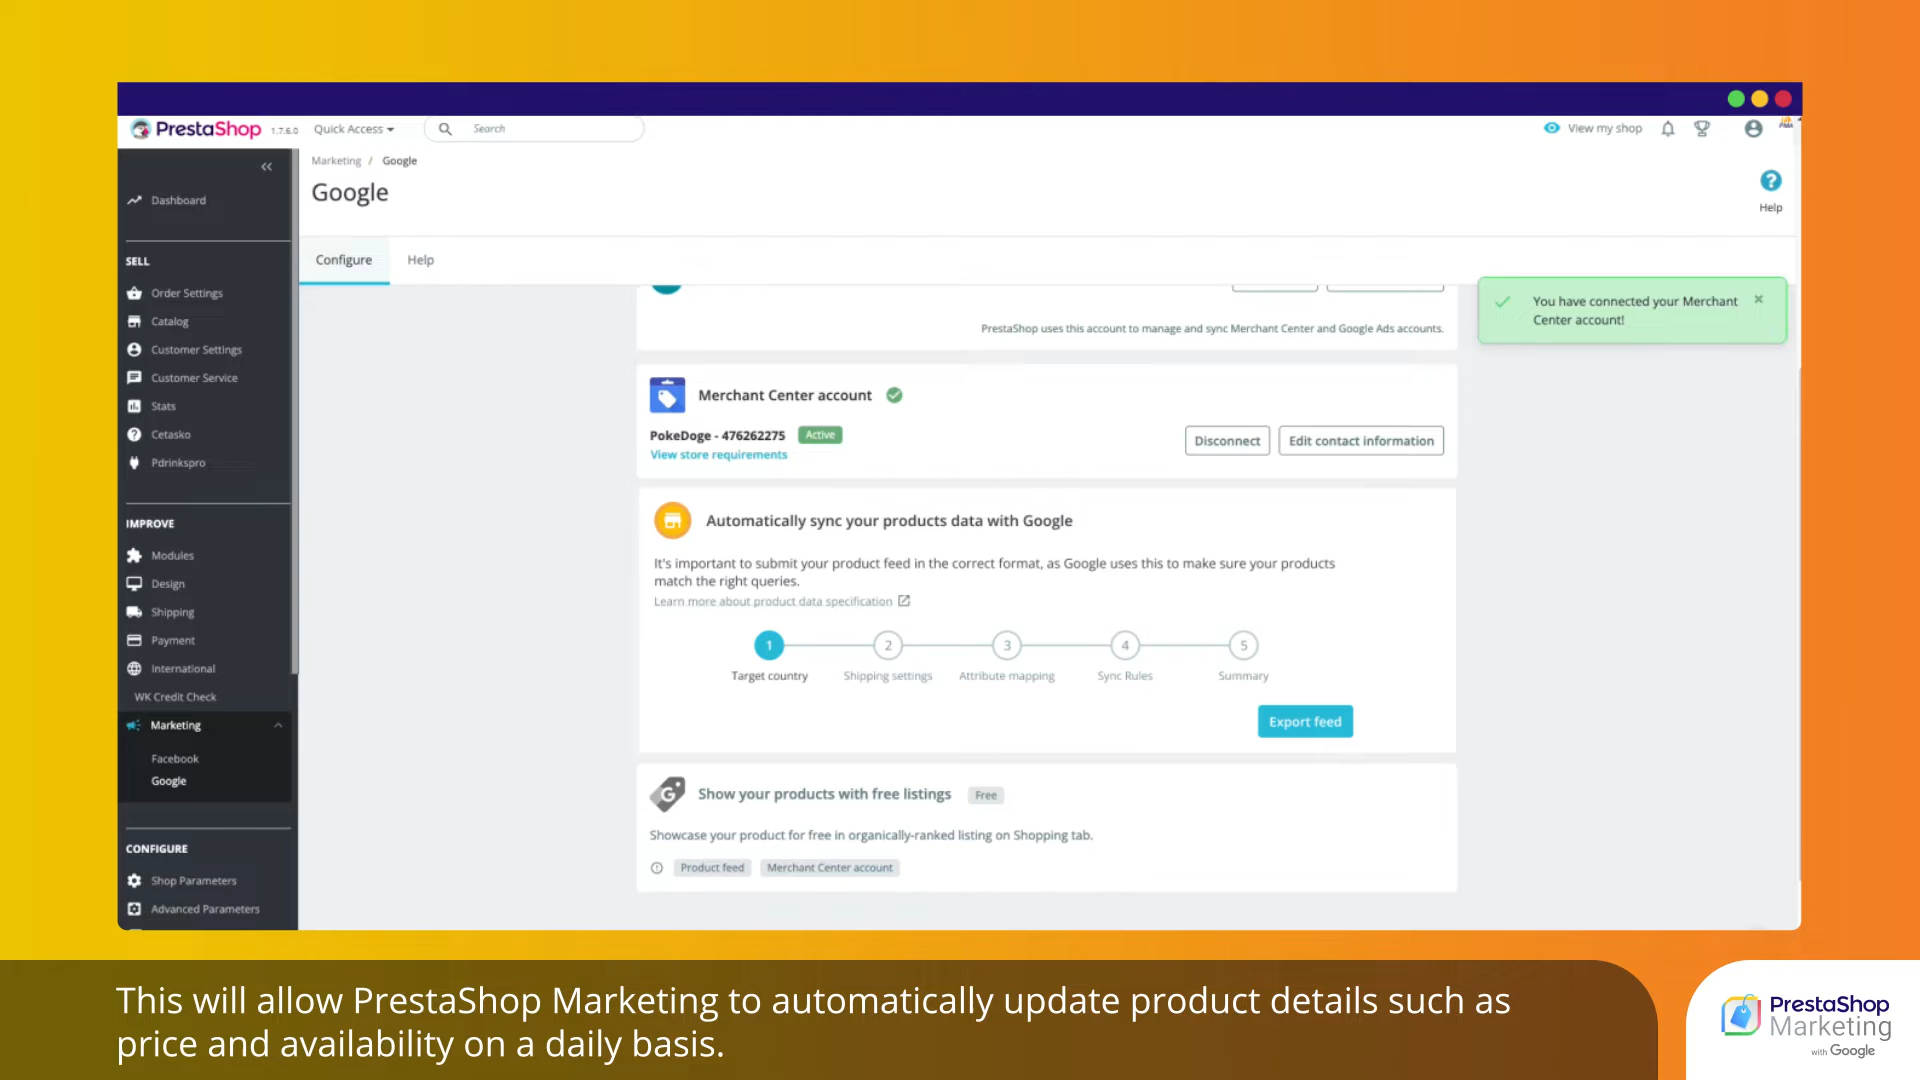 PrestaShop 1.7.6.0 Quick Access Search View my shop
Marketing / Google
Google
Help
Configure Help
Dashboard
SELL
Order Settings
Catalog
Customer Settings
Customer Service
Stats
Cetasko
Pdrinkspro
IMPROVE
Modules
Design
Shipping
Payment
International
WK Credit Check
Marketing
Facebook
Google
CONFIGURE
Shop Parameters
Advanced Parameters
You have connected your Merchant
Center account!
PrestaShop uses this account to manage and sync Merchant Center and Google Ads accounts.
Merchant Center account
PokeDoge - 476262275 Active
View store requirements
Disconnect Edit contact information
Automatically sync your products data with Google
It's important to submit your product feed in the correct format, as Google uses this to make sure your products
match the right queries.
Learn more about product data specification
1 2 3 4 5
Target country Shipping settings Attribute mapping Sync Rules Summary
Export feed
G Show your products with free listings Free
Showcase your product for free in organically-ranked listing on Shopping tab.
Product feed Merchant Center account
This will allow PrestaShop Marketing to automatically update product details such as
price and availability on a daily basis.
PrestaShop
Marketing
with Google